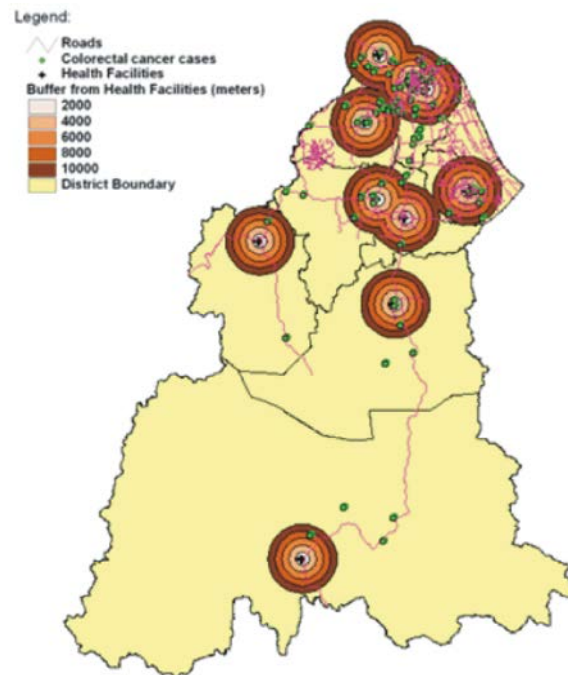 Legend:
Roads
Colorectal cancer cases
Health Facilities
Buffer from Health Facilities (meters)
2000
4000
6000
8000
10000
District Boundary